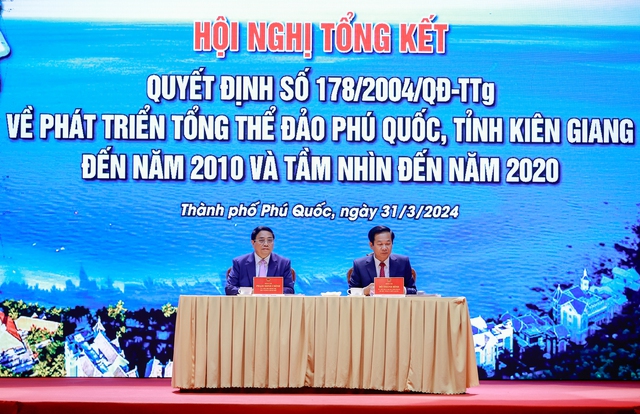 HỘI NGHỊ TỔNG KẾT
QUYẾT ĐỊNH SỐ 178/2004/QĐ-TTg
VỀ PHÁT TRIỂN TỔNG THỂ ĐẢO PHÚ QUỐC, TỈNH KIÊN GIANG
ĐẾN NĂM 2010 VÀ TẦM NHÌN ĐẾN NĂM 2020
Thành phố Phú Quốc, ngày 31/3/2024